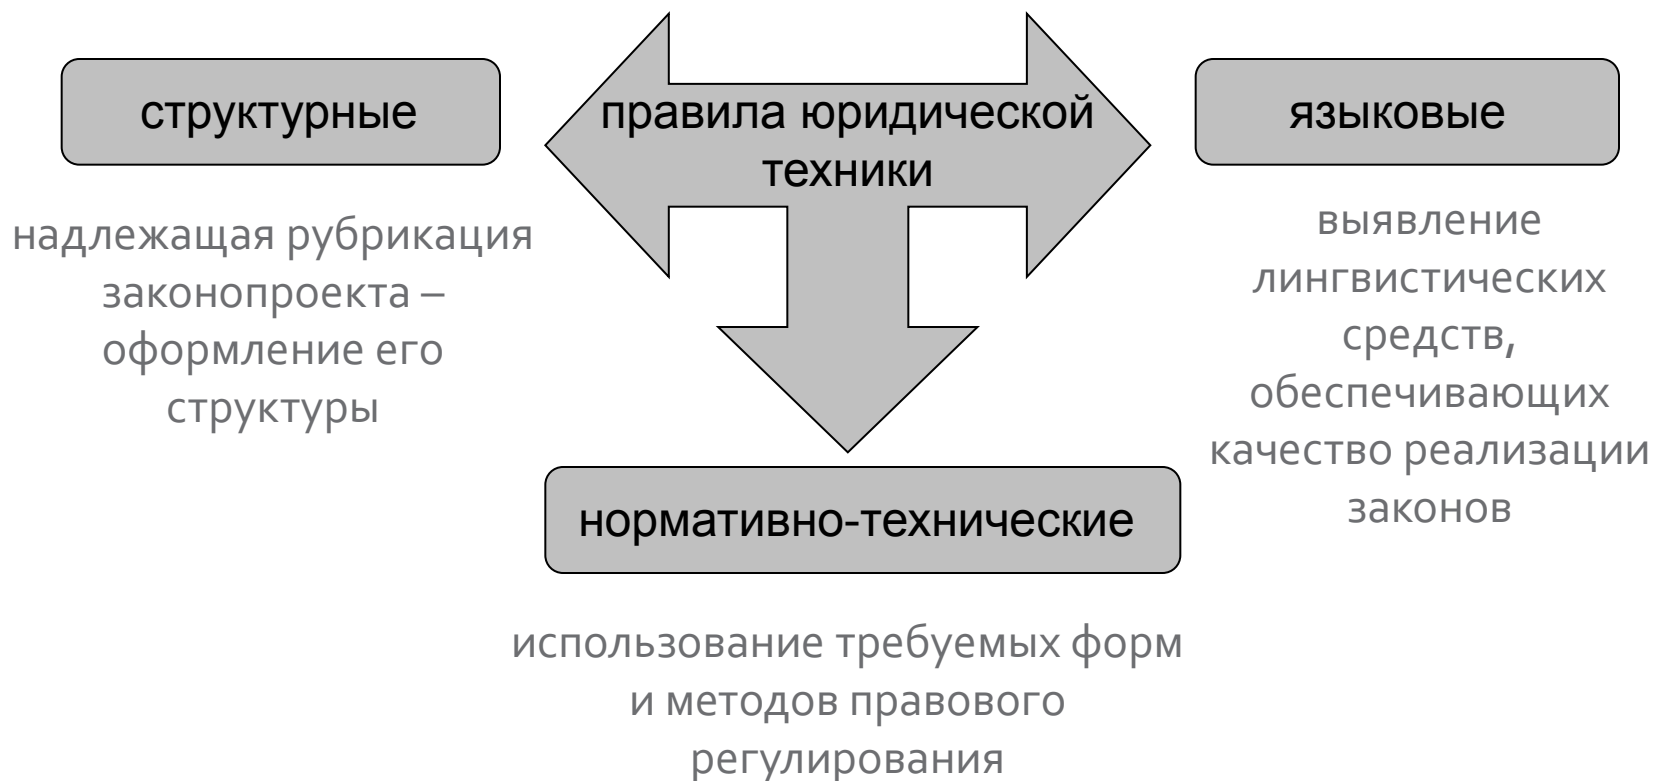 структурные
правила юридической
техники
языковые
надлежащая рубрикация
законопроекта –
оформление его
структуры
выявление
лингвистических
средств,
обеспечивающих
качество реализации
законов
нормативно-технические
использование требуемых форм
и методов правового
регулирования